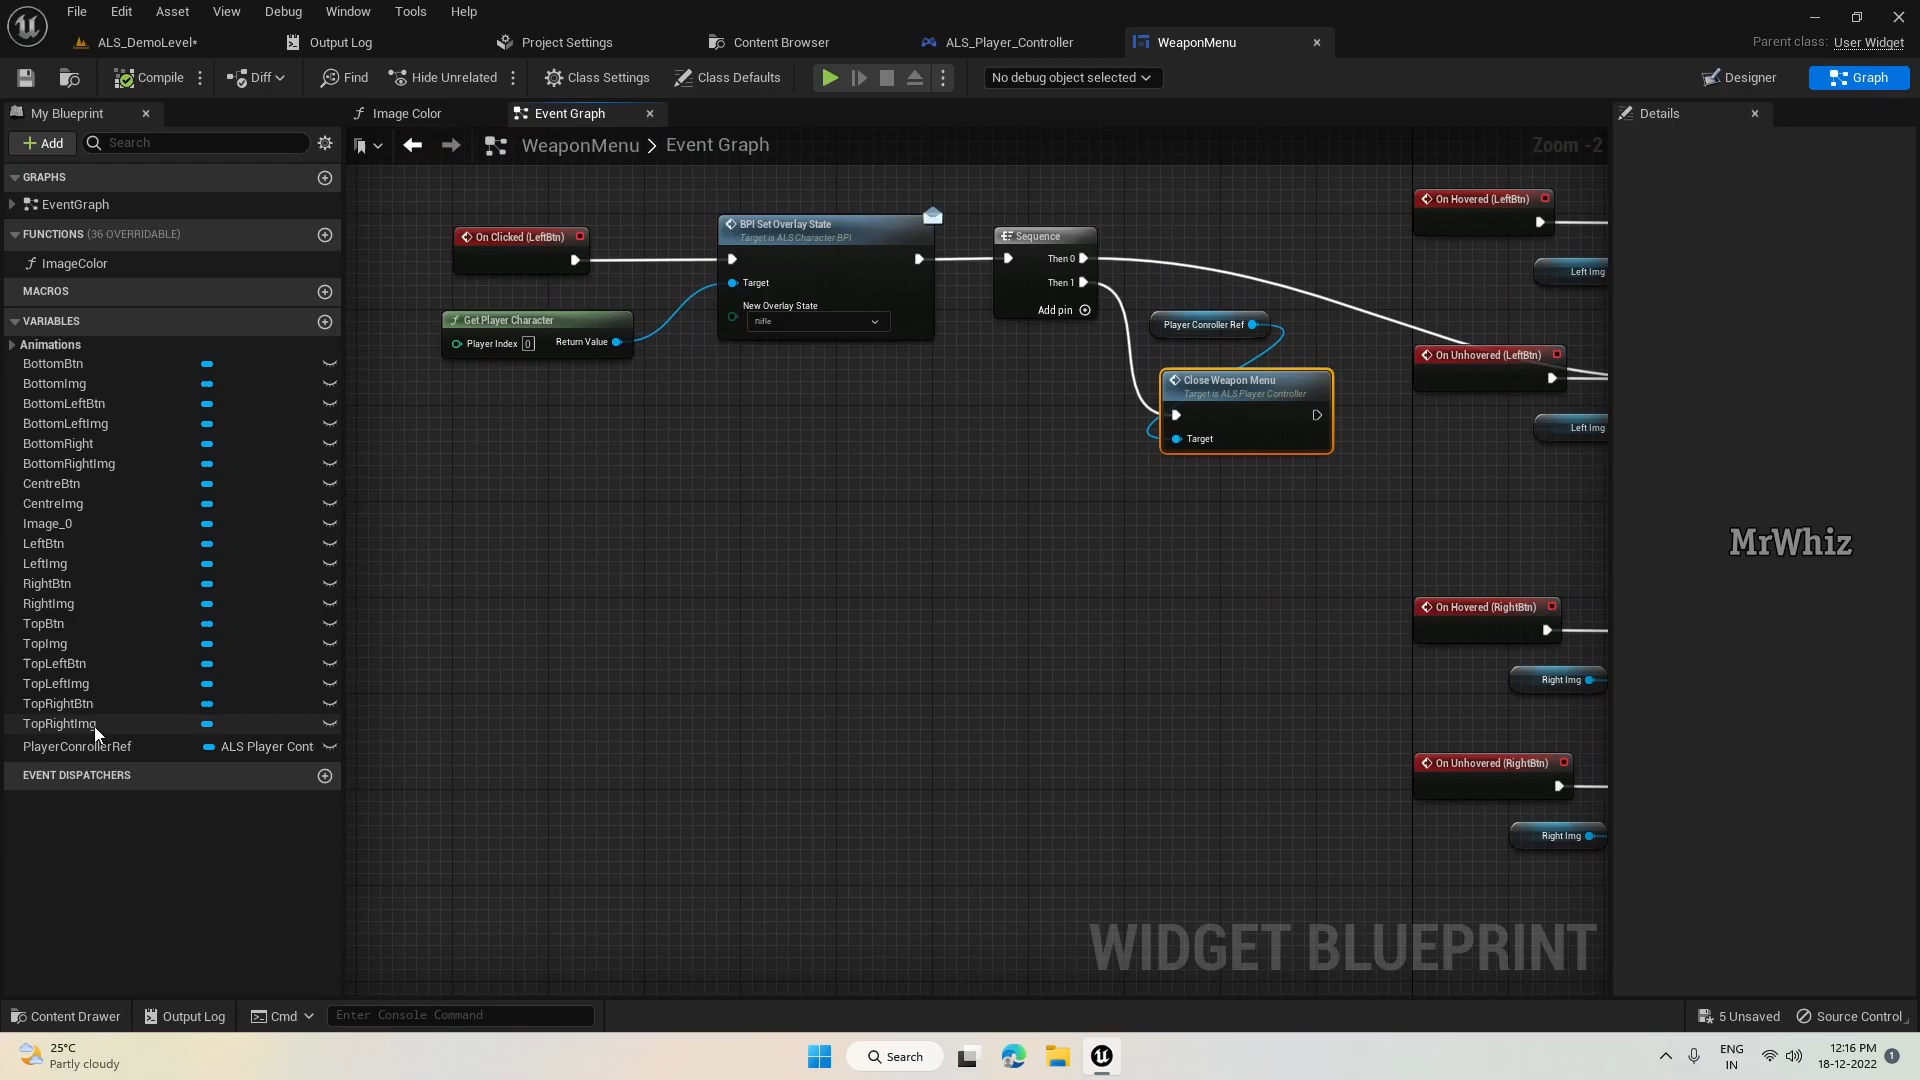 File Edit Asset View Debug Window Tools Help
ALS_DemoLevel* Output Log Project Settings Content Browser ALS_Player_Controller WeaponMenu
Parent class: User Widget
Compile Diff Find Hide Unrelated Class Settings Class Defaults No debug object selected Designer Graph
My Blueprint Image Color Event Graph Details
Add Search
WeaponMenu > Event Graph
Zoom -2
GRAPHS
EventGraph
FUNCTIONS (36 OVERRIDABLE)
ImageColor
MACROS
VARIABLES
Animations
BottomBtn
BottomImg
BottomLeftBtn
BottomLeftImg
BottomRight
BottomRightImg
CentreBtn
CentreImg
Image_0
LeftBtn
LeftImg
RightBtn
RightImg
TopBtn
TopImg
TopLeftBtn
TopLeftImg
TopRightBtn
TopRightImg
PlayerConrollerRef ALS Player Cont
EVENT DISPATCHERS
On Clicked (LeftBtn)
Get Player Character
Player Index 0 Return Value
BPI Set Overlay State
Target is ALS Character BPI
Target
New Overlay State
Rifle
Sequence
Then 0
Then 1
Add pin
Player Conroller Ref
Close Weapon Menu
Target is ALS Player Controller
Target
On Hovered (LeftBtn)
Left Img
On Unhovered (LeftBtn)
Left Img
On Hovered (RightBtn)
Right Img
On Unhovered (RightBtn)
Right Img
MrWhiz
WIDGET BLUEPRINT
Content Drawer Output Log Cmd Enter Console Command 5 Unsaved Source Control
25°C
Partly cloudy
Search
ENG
IN
12:16 PM
18-12-2022
1